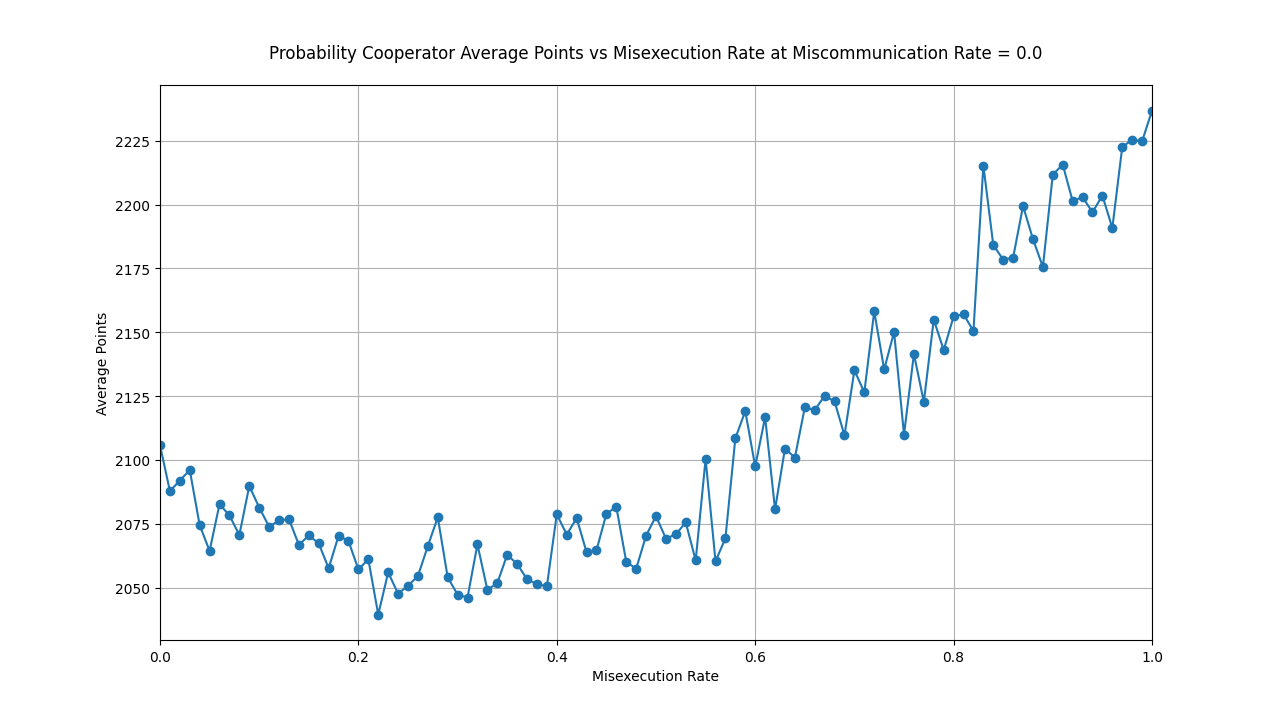 Probability Cooperator Average Points vs Misexecution Rate at Miscommunication Rate = 0.0
2225
2200
2175
2150
2125
2100
2075
2050
Average Points
0.0 0.2 0.4 0.6 0.8 1.0
Misexecution Rate